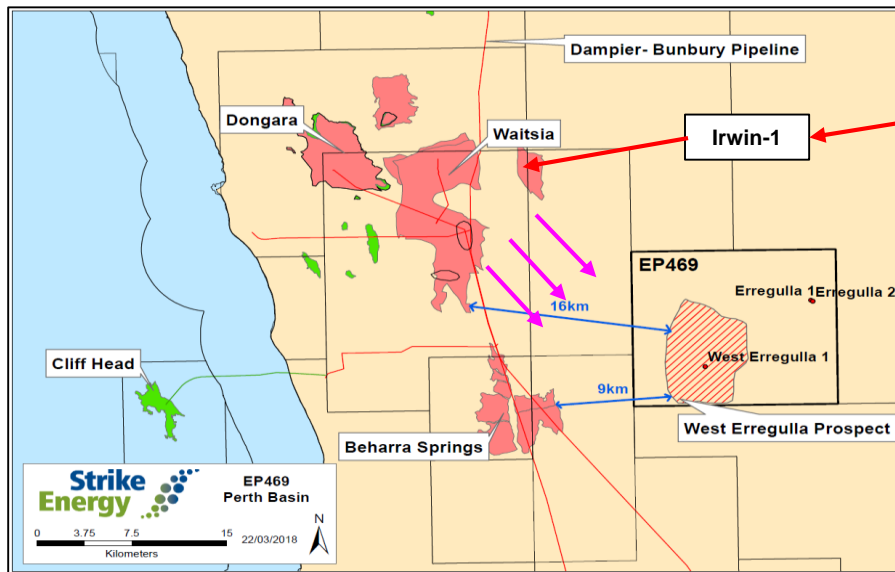 Dampier- Bunbury Pipeline
Dongara
Waitsia
Irwin-1
EP469
Erregulla 1
Erregulla 2
16km
West Erregulla 1
Cliff Head
9km
West Erregulla Prospect
Beharra Springs
Strike
Energy
EP469
Perth Basin
0 3.75 7.5 15
Kilometers
22/03/2018
N